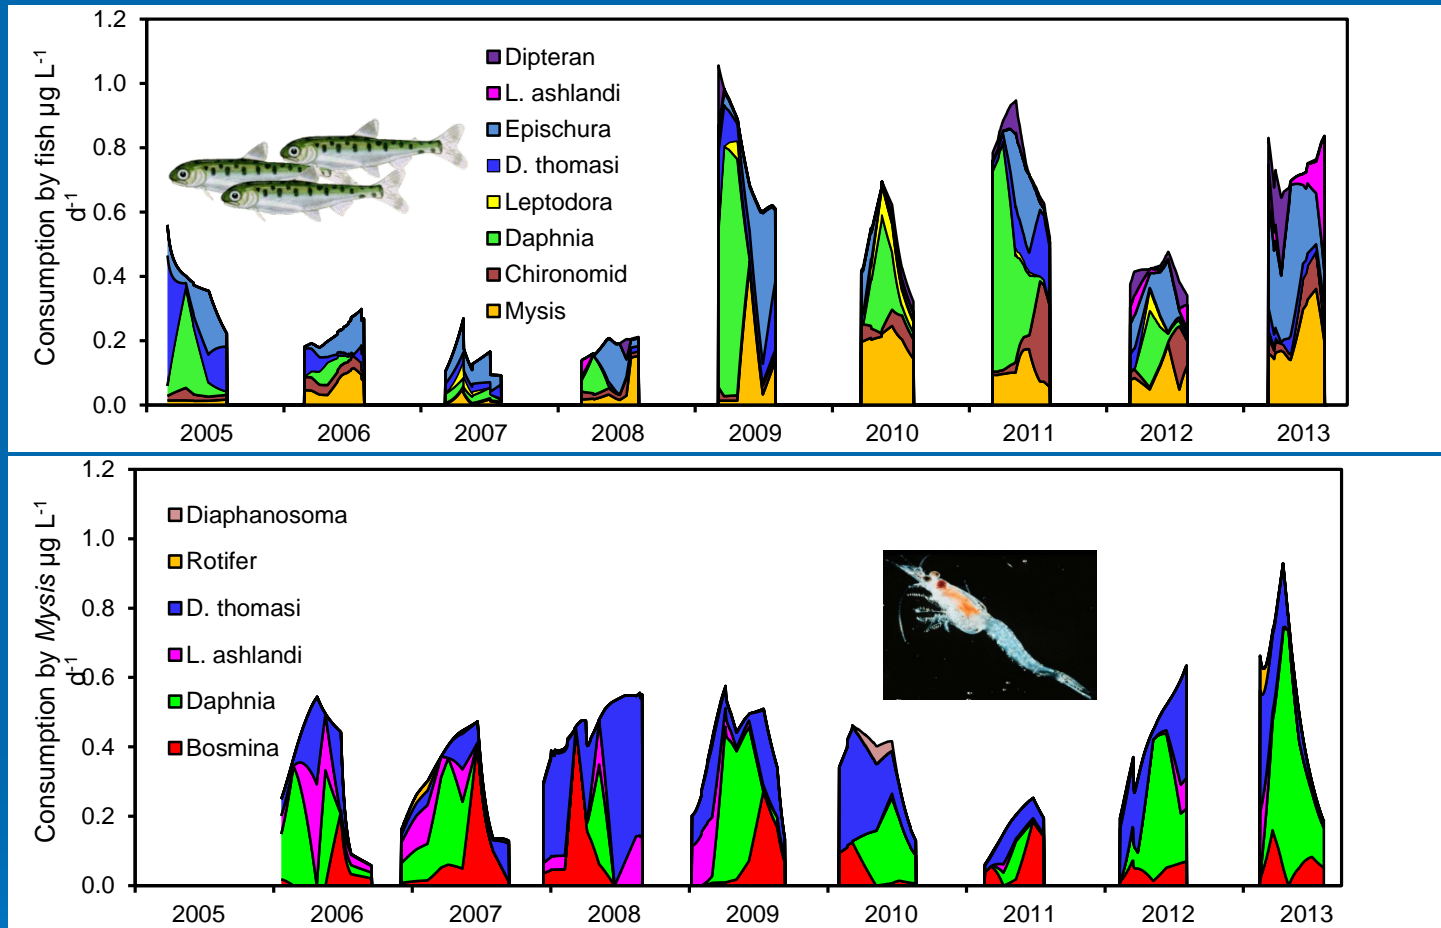 Consumption by fish µg L-1
d-1
1.2
1.0
0.8
0.6
0.4
0.2
0.0
Dipteran
L. ashlandi
Epischura
D. thomasi
Leptodora
Daphnia
Chironomid
Mysis
2005 2006 2007 2008 2009 2010 2011 2012 2013
Consumption by Mysis µg L-1
d-1
1.2
1.0
0.8
0.6
0.4
0.2
0.0
Diaphanosoma
Rotifer
D. thomasi
L. ashlandi
Daphnia
Bosmina
2005 2006 2007 2008 2009 2010 2011 2012 2013